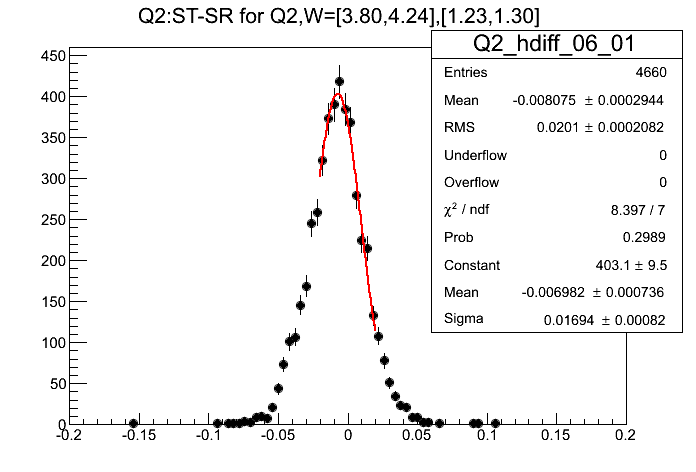 Q2:ST-SR for Q2,W=[3.80,4.24],[1.23,1.30]
Q2_hdiff_06_01
Entries 4660
Mean -0.008075 ± 0.0002944
RMS 0.0201 ± 0.0002082
Underflow 0
Overflow 0
χ² / ndf 8.397 / 7
Prob 0.2989
Constant 403.1 ± 9.5
Mean -0.006982 ± 0.000736
Sigma 0.01694 ± 0.00082
450
400
350
300
250
200
150
100
50
0
-0.2 -0.15 -0.1 -0.05 0 0.05 0.1 0.15 0.2